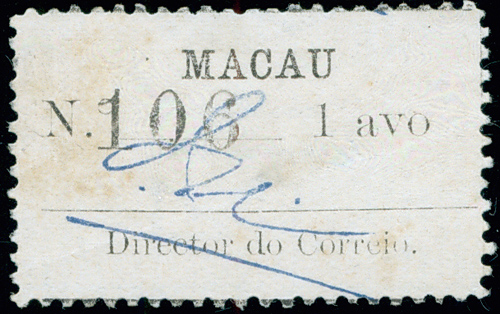 MACAU
N. 106 1 avo
Director do Correio.